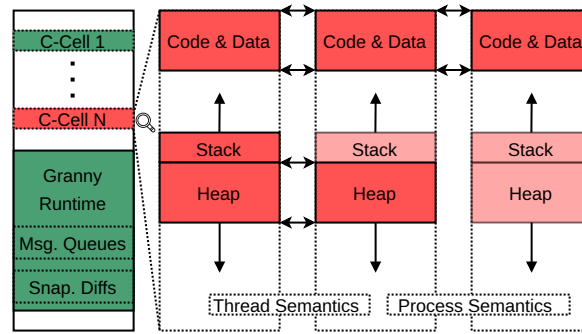 C-Cell 1
C-Cell N
Granny
Runtime
Msg. Queues
Snap. Diffs
Code & Data
Stack
Heap
Code & Data
Stack
Heap
Code & Data
Stack
Heap
Thread Semantics
Process Semantics